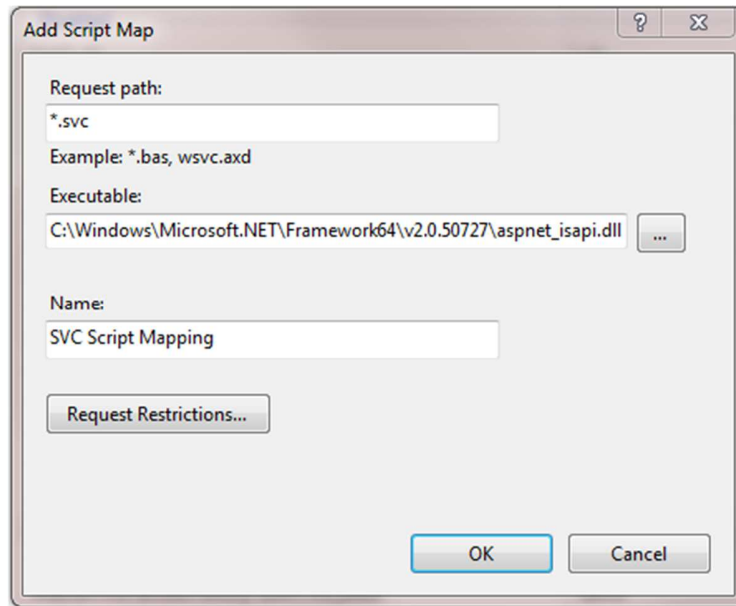 Add Script Map
Request path:
*.svc
Example: *.bas, wsvc.axd
Executable:
C:\Windows\Microsoft.NET\Framework64\v2.0.50727\aspnet_isapi.dll
...
Name:
SVC Script Mapping
Request Restrictions...
OK
Cancel